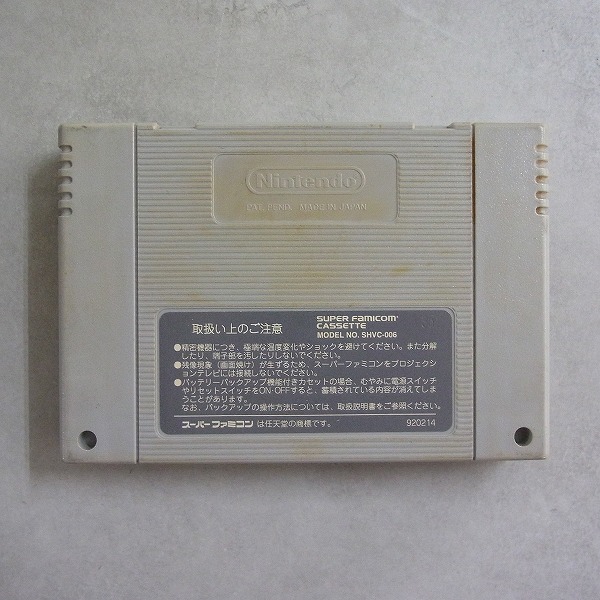 Nintendo
PAT. PEND. MADE IN JAPAN
取扱い上のご注意
SUPER FAMICOM
CASSETTE
MODEL NO. SHVC-006
●精密機器につき、極端な温度変化やショックを避けてください。また分解
したり、端子部を汚したりしないでください。
●残像現象（画面焼け）が生ずるため、スーパーファミコンをプロジェクシ
ョンテレビには接続しないでください。
●バッテリーバックアップ機能付きカセットの場合、むやみに電源スイッチ
やリセットスイッチをON・OFFすると、蓄積されている内容が消えてしま
うことがあります。
なお、バックアップの操作方法については、取扱説明書をご参照ください。
スーパーファミコン は任天堂の商標です。 920214